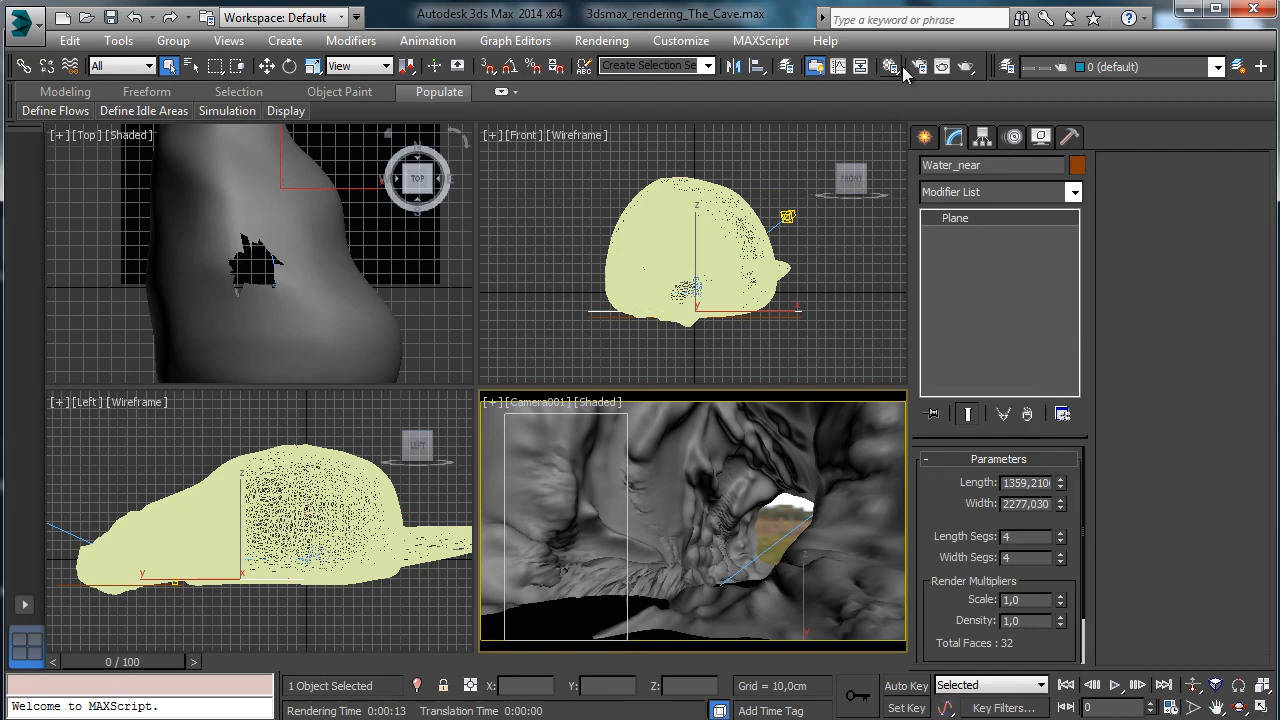 Workspace: Default
Autodesk 3ds Max 2014 x64
3dsmax_rendering_The_Cave.max
Type a keyword or phrase
Edit Tools Group Views Create Modifiers Animation Graph Editors Rendering Customize MAXScript Help
All View Create Selection Se 0 (default)
Modeling Freeform Selection Object Paint Populate
Define Flows Define Idle Areas Simulation Display
[+][Top][Shaded]
TOP
[+][Front][Wireframe]
FRONT
z
y
x
[+][Left][Wireframe]
LEFT
z
y
x
[+][Camera001][Shaded]
z
y
Water_near
Modifier List
Plane
- Parameters
Length: 1359,210
Width: 2277,030
Length Segs: 4
Width Segs: 4
Render Multipliers
Scale: 1,0
Density: 1,0
Total Faces : 32
< 0 / 100 >
1 Object Selected
X: Y: Z:
Grid = 10,0cm
Auto Key
Selected
Welcome to MAXScript.
Rendering Time 0:00:13 Translation Time 0:00:00
Add Time Tag
Set Key
Key Filters...
0